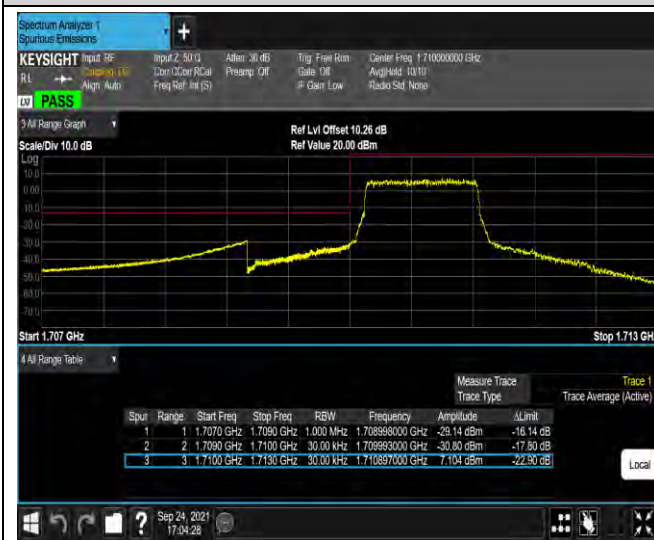 Spectrum Analyzer 1
Spurious Emissions
+
KEYSIGHT Input: RF
Input Z: 50 Ω Atten: 30 dB Trig: Free Run Center Freq: 1.710000000 GHz
RL Coupling: DC Corr CCorr RCal Preamp: Off Gate: Off Avg|Hold: 10/10
Align: Auto Freq Ref: Int (S) IF Gain: Low Radio Std: None
LXI PASS
3 All Range Graph
Ref Lvl Offset 10.26 dB
Scale/Div 10.0 dB Ref Value 20.00 dBm
Log
10.0
0.00
-10.0
-20.0
-30.0
-40.0
-50.0
-60.0
-70.0
Start 1.707 GHz Stop 1.713 GH
4 All Range Table
Measure Trace Trace 1
Trace Type Trace Average (Active)
Spur Range Start Freq Stop Freq RBW Frequency Amplitude ΔLimit
1 1 1.7070 GHz 1.7090 GHz 1.000 MHz 1.708998000 GHz -29.14 dBm -16.14 dB
2 2 1.7090 GHz 1.7100 GHz 30.00 kHz 1.709993000 GHz -30.80 dBm -17.80 dB
3 3 1.7100 GHz 1.7130 GHz 30.00 kHz 1.710897000 GHz 7.104 dBm -22.90 dB
Local
?
Sep 24, 2021
17:04:28